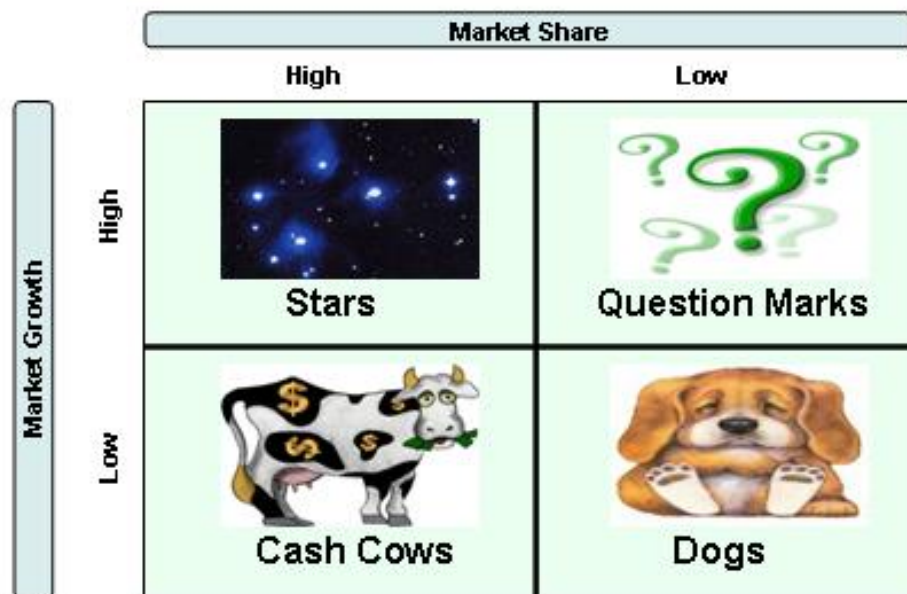 Market Share
High Low
Market Growth
High
Stars
Question Marks
Low
$ $ $ $
Cash Cows
Dogs